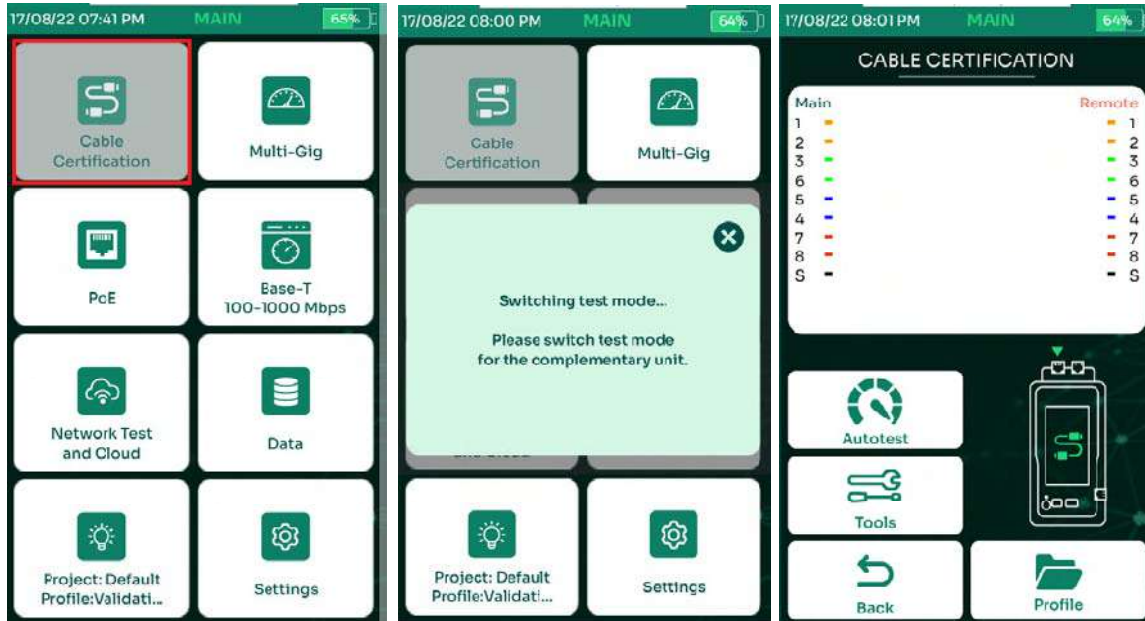 17/08/22 07:41 PM MAIN 65%
Cable
Certification
Multi-Gig
PoE
Base-T
100-1000 Mbps
Network Test
and Cloud
Data
Project: Default
Profile:Validati...
Settings
17/08/22 08:00 PM MAIN 64%
Cable
Certification
Multi-Gig
Switching test mode...
Please switch test mode
for the complementary unit.
and Cloud
Project: Default
Profile:Validati...
Settings
17/08/22 08:01 PM MAIN 64%
CABLE CERTIFICATION
Main Remote
1 - - 1
2 - - 2
3 - - 3
6 - - 6
5 - - 5
4 - - 4
7 - - 7
8 - - 8
S - - S
Autotest
Tools
Back
Profile